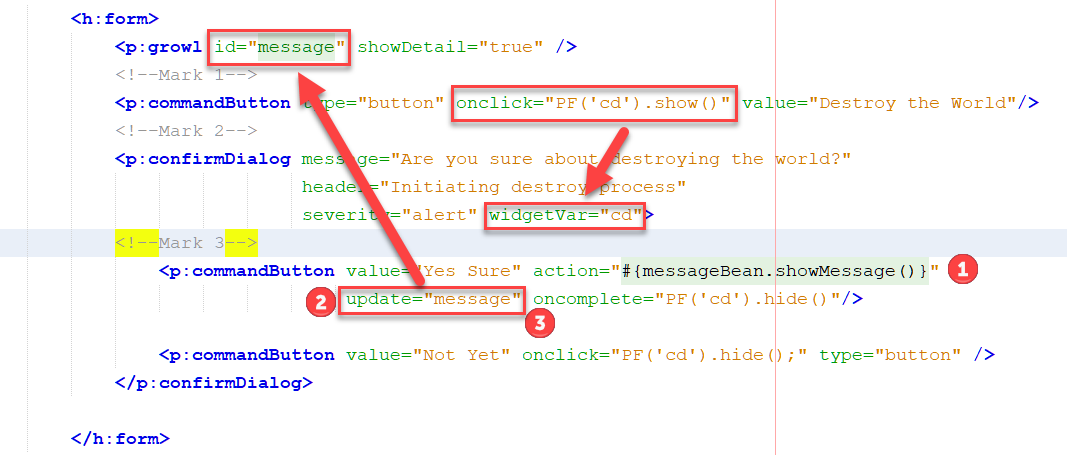 <h:form>
<p:growl id="message" showDetail="true" />
<!--Mark 1-->
<p:commandButton type="button" onclick="PF('cd').show()" value="Destroy the World"/>
<!--Mark 2-->
<p:confirmDialog message="Are you sure about destroying the world?"
header="Initiating destroy process"
severity="alert" widgetVar="cd">
<!--Mark 3-->
<p:commandButton value="Yes Sure" action="#{messageBean.showMessage()}" 1
2 update="message" oncomplete="PF('cd').hide()"/>
3
<p:commandButton value="Not Yet" onclick="PF('cd').hide();" type="button" />
</p:confirmDialog>
</h:form>